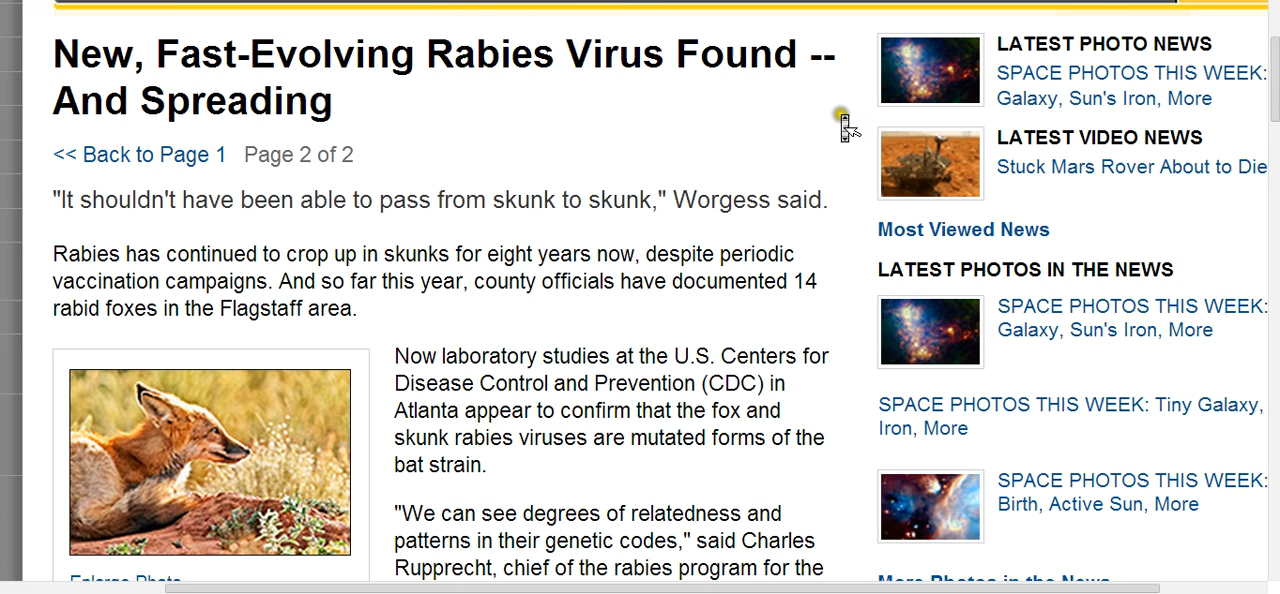 New, Fast-Evolving Rabies Virus Found --
And Spreading
<< Back to Page 1 Page 2 of 2
"It shouldn't have been able to pass from skunk to skunk," Worgess said.
Rabies has continued to crop up in skunks for eight years now, despite periodic
vaccination campaigns. And so far this year, county officials have documented 14
rabid foxes in the Flagstaff area.
Now laboratory studies at the U.S. Centers for
Disease Control and Prevention (CDC) in
Atlanta appear to confirm that the fox and
skunk rabies viruses are mutated forms of the
bat strain.
"We can see degrees of relatedness and
patterns in their genetic codes," said Charles
Rupprecht, chief of the rabies program for the
Enlarge Photo
LATEST PHOTO NEWS
SPACE PHOTOS THIS WEEK:
Galaxy, Sun's Iron, More
LATEST VIDEO NEWS
Stuck Mars Rover About to Die
Most Viewed News
LATEST PHOTOS IN THE NEWS
SPACE PHOTOS THIS WEEK:
Galaxy, Sun's Iron, More
SPACE PHOTOS THIS WEEK: Tiny Galaxy,
Iron, More
SPACE PHOTOS THIS WEEK:
Birth, Active Sun, More
More Photos in the News